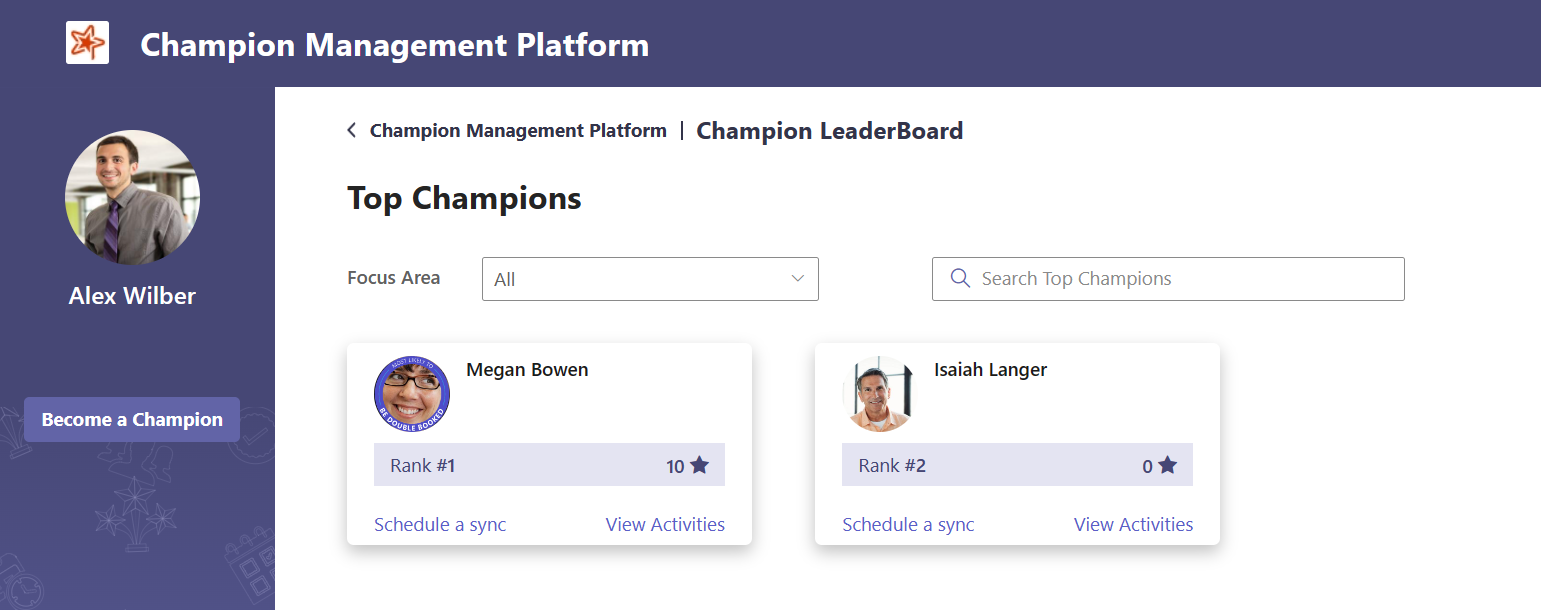 Champion Management Platform
Alex Wilber
Become a Champion
Champion Management Platform | Champion LeaderBoard
Top Champions
Focus Area
All
Search Top Champions
MOST LIKELY TO
BE DOUBLE BOOKED
Megan Bowen
Rank #1
10
Schedule a sync
View Activities
Isaiah Langer
Rank #2
0
Schedule a sync
View Activities